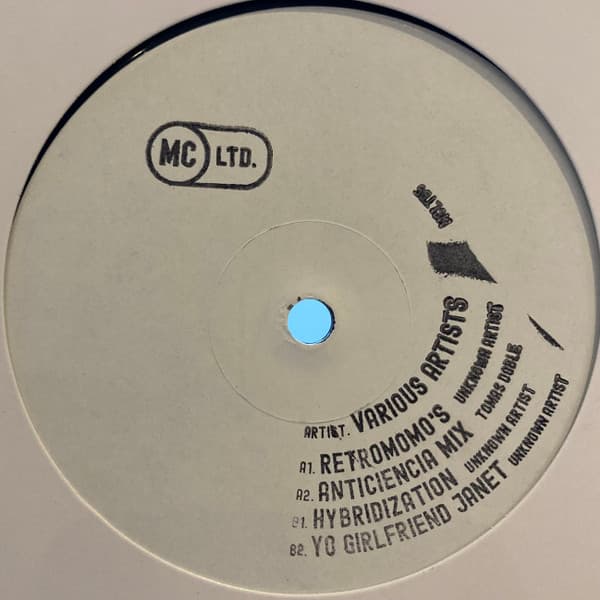 MC LTD.
ARTIST. VARIOUS ARTISTS
A1. RETROMOMO'S UNKNOWN ARTIST
A2. ANTICIENCIA MIX TOMAS DOBLE
B1. HYBRIDIZATION UNKNOWN ARTIST
B2. YO GIRLFRIEND JANET UNKNOWN ARTIST